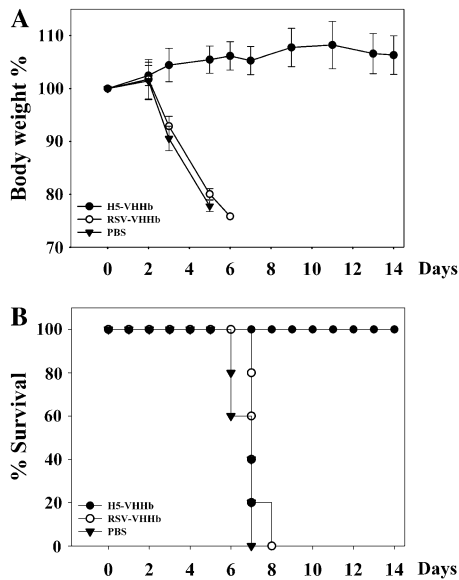 A
Body weight %
110
100
90
80
70
H5-VHHb
RSV-VHHb
PBS
0 2 4 6 8 10 12 14 Days
B
% Survival
100
80
60
40
20
0
H5-VHHb
RSV-VHHb
PBS
0 2 4 6 8 10 12 14 Days